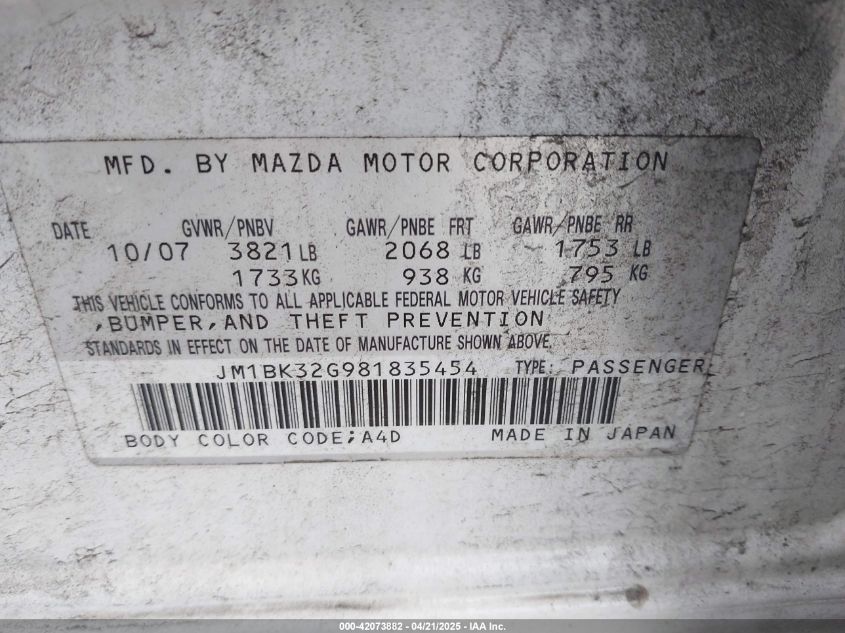 MFD. BY MAZDA MOTOR CORPORATION
DATE GVWR/PNBV GAWR/PNBE FRT GAWR/PNBE RR
10/07 3821 LB 2068 LB 1753 LB
1733 KG 938 KG 795 KG
THIS VEHICLE CONFORMS TO ALL APPLICABLE FEDERAL MOTOR VEHICLE SAFETY
,BUMPER,AND THEFT PREVENTION
STANDARDS IN EFFECT ON THE DATE OF MANUFACTURE SHOWN ABOVE.
JM1BK32G981835454 TYPE: PASSENGER
BODY COLOR CODE;A4D MADE IN JAPAN
000-42073882 - 04/21/2025 - IAA Inc.